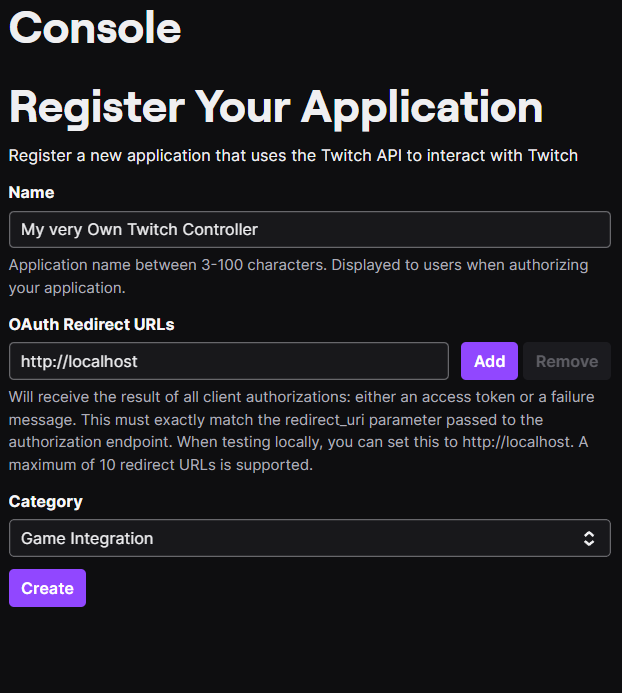 Console
Register Your Application
Register a new application that uses the Twitch API to interact with Twitch
Name
My very Own Twitch Controller
Application name between 3-100 characters. Displayed to users when authorizing
your application.
OAuth Redirect URLs
http://localhost
Add
Remove
Will receive the result of all client authorizations: either an access token or a failure
message. This must exactly match the redirect_uri parameter passed to the
authorization endpoint. When testing locally, you can set this to http://localhost. A
maximum of 10 redirect URLs is supported.
Category
Game Integration
Create